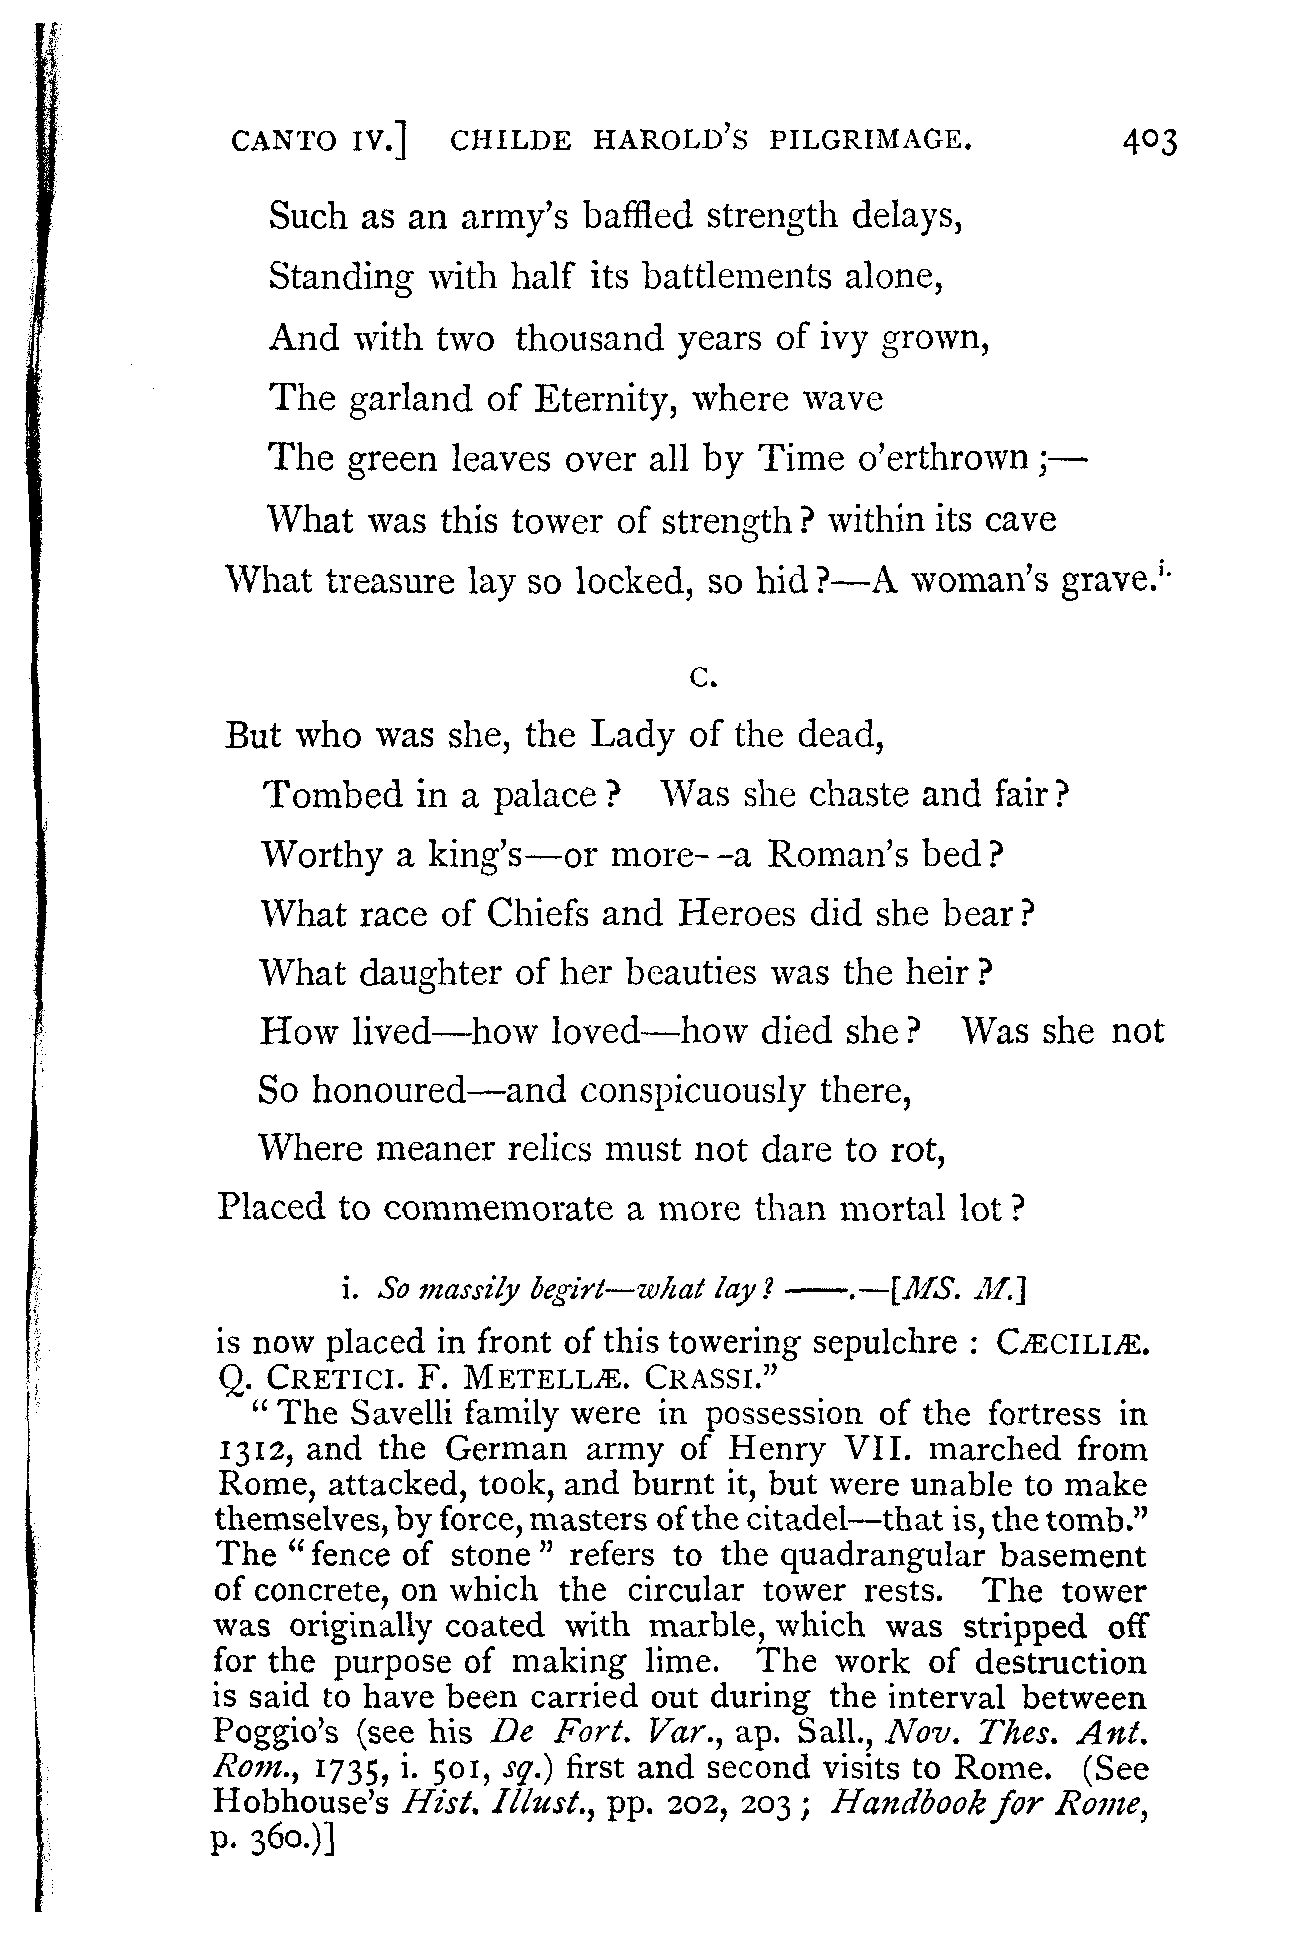 CANTO IV.] CHILDE HAROLD'S PILGRIMAGE. 403
Such as an army's baffled strength delays,
Standing with half its battlements alone,
And with two thousand years of ivy grown,
The garland of Eternity, where wave
The green leaves over all by Time o'erthrown;—
What was this tower of strength? within its cave
What treasure lay so locked, so hid?—A woman's grave.i.
C.
But who was she, the Lady of the dead,
Tombed in a palace? Was she chaste and fair?
Worthy a king's—or more--a Roman's bed?
What race of Chiefs and Heroes did she bear?
What daughter of her beauties was the heir?
How lived—how loved—how died she? Was she not
So honoured—and conspicuously there,
Where meaner relics must not dare to rot,
Placed to commemorate a more than mortal lot?
i. So massily begirt—what lay? ——.—[MS. M.]
is now placed in front of this towering sepulchre: CÆCILIÆ.
Q. CRETICI. F. METELLÆ. CRASSI."
"The Savelli family were in possession of the fortress in
1312, and the German army of Henry VII. marched from
Rome, attacked, took, and burnt it, but were unable to make
themselves, by force, masters of the citadel—that is, the tomb."
The "fence of stone" refers to the quadrangular basement
of concrete, on which the circular tower rests. The tower
was originally coated with marble, which was stripped off
for the purpose of making lime. The work of destruction
is said to have been carried out during the interval between
Poggio's (see his De Fort. Var., ap. Sall., Nov. Thes. Ant.
Rom., 1735, i. 501, sq.) first and second visits to Rome. (See
Hobhouse's Hist. Illust., pp. 202, 203; Handbook for Rome,
p. 360.)]